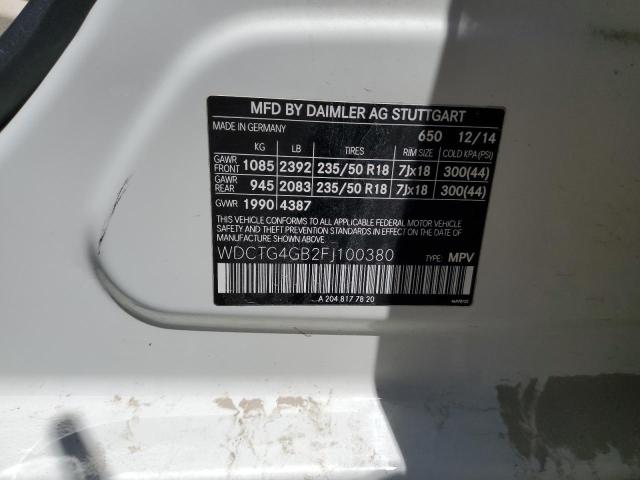 MFD BY DAIMLER AG STUTTGART
MADE IN GERMANY 650 12/14
KG LB TIRES RIM SIZE COLD KPA(PSI)
GAWR FRONT 1085 2392 235/50 R18 7Jx18 300(44)
GAWR REAR 945 2083 235/50 R18 7Jx18 300(44)
GVWR 1990 4387
THIS VEHICLE CONFORMS TO ALL APPLICABLE FEDERAL MOTOR VEHICLE
SAFETY AND THEFT PREVENTION STANDARDS IN EFFECT ON THE DATE
OF MANUFACTURE SHOWN ABOVE.
WDCTG4GB2FJ100380 TYPE: MPV
A 204 817 78 20